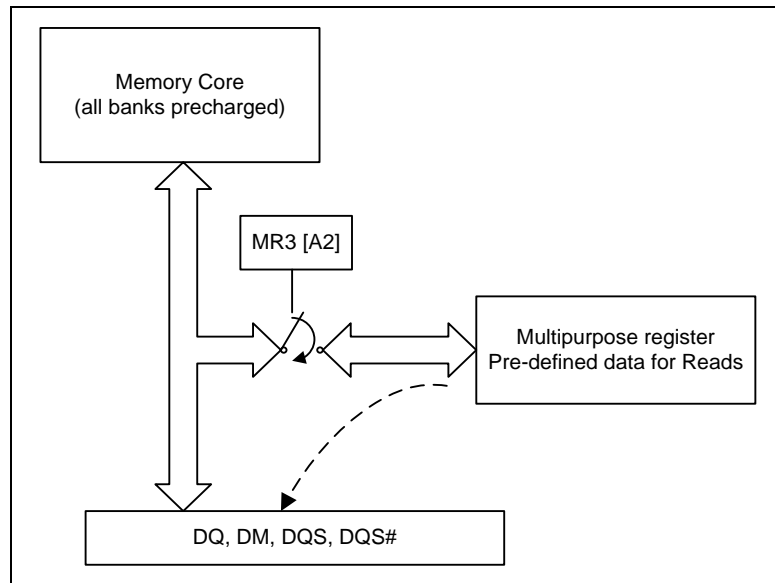 Memory Core
(all banks precharged)
MR3 [A2]
Multipurpose register
Pre-defined data for Reads
DQ, DM, DQS, DQS#